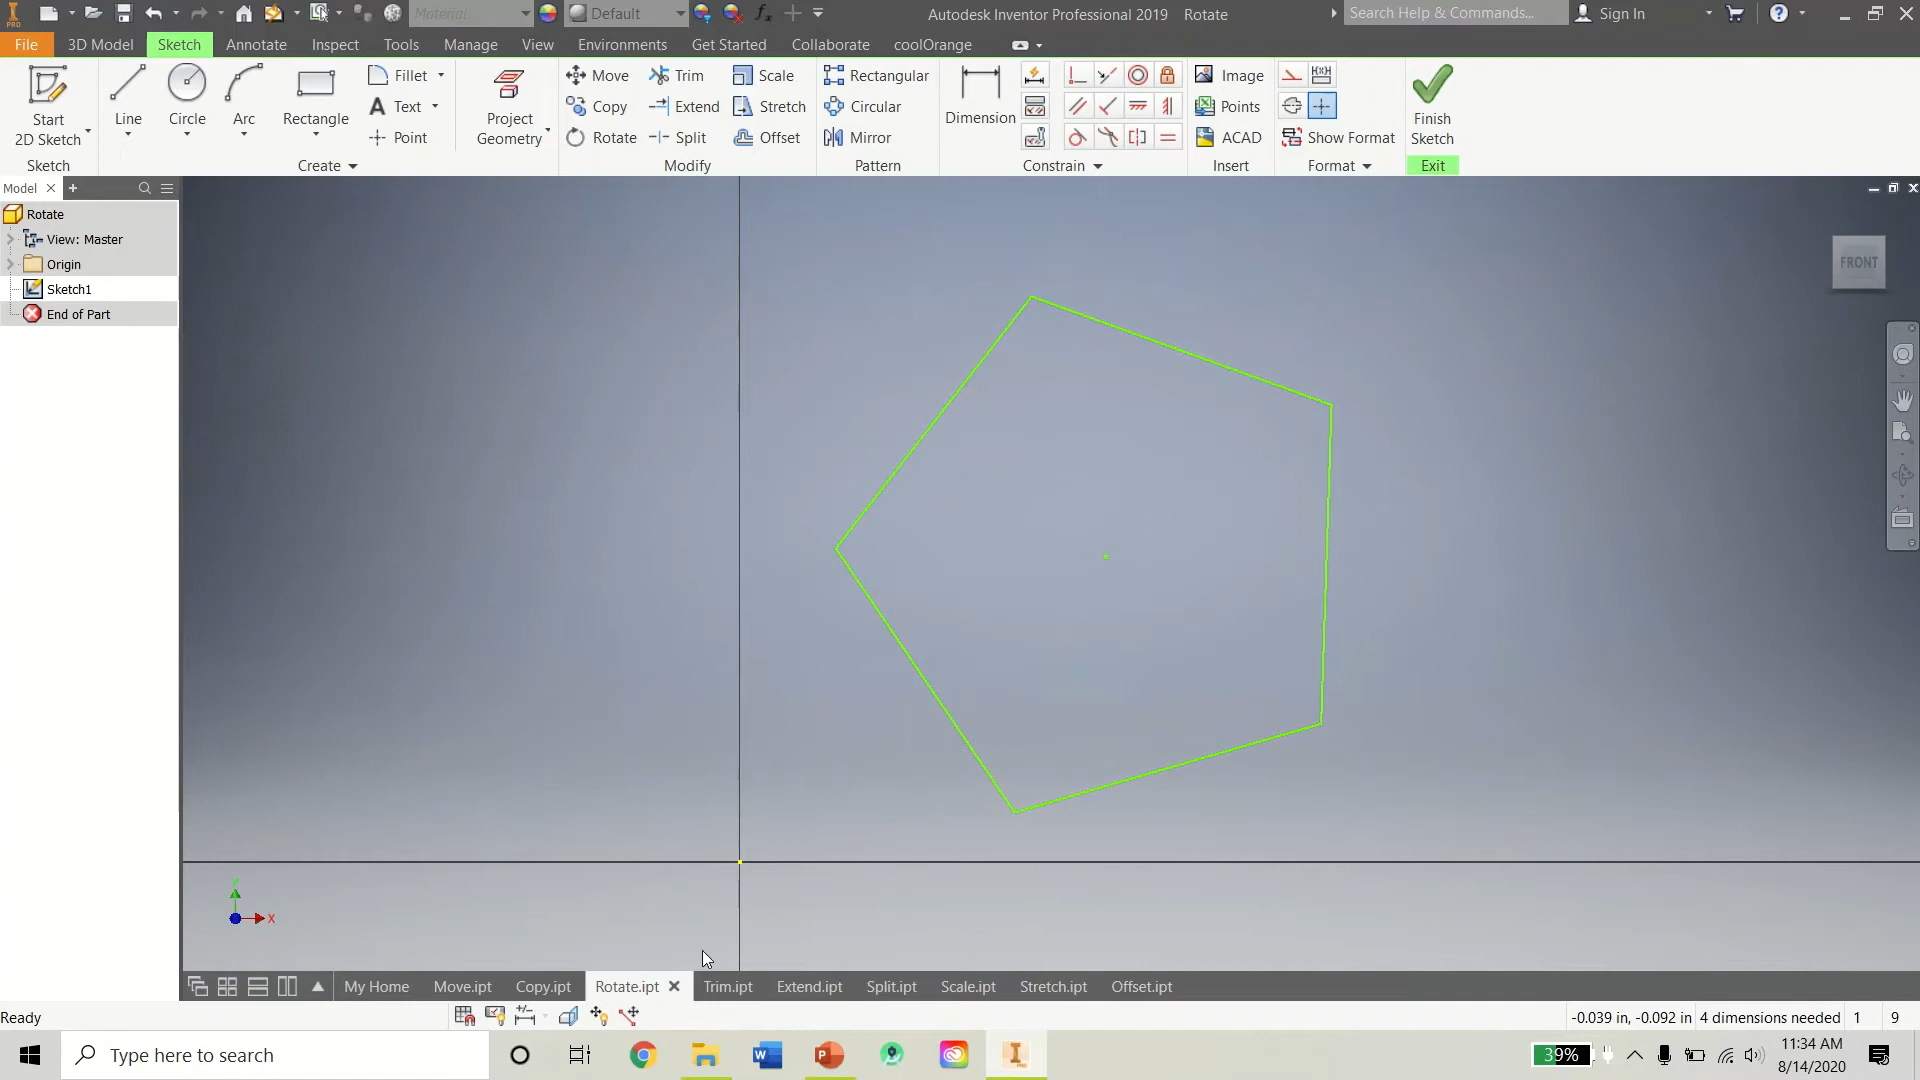 Material Default Autodesk Inventor Professional 2019 Rotate Search Help & Commands... Sign In
File 3D Model Sketch Annotate Inspect Tools Manage View Environments Get Started Collaborate coolOrange
Start
2D Sketch
Line Circle Arc Rectangle
Fillet
Text
Point
Project
Geometry
Move Trim Scale
Copy Extend Stretch
Rotate Split Offset
Rectangular
Circular
Mirror
Dimension
Image
Points
ACAD
Show Format
Finish
Sketch
Sketch Create Modify Pattern Constrain Insert Format Exit
Model
Rotate
View: Master
Origin
Sketch1
End of Part
FRONT
Y
X
My Home Move.ipt Copy.ipt Rotate.ipt Trim.ipt Extend.ipt Split.ipt Scale.ipt Stretch.ipt Offset.ipt
Ready -0.039 in, -0.092 in 4 dimensions needed 1 9
Type here to search 39% 11:34 AM
8/14/2020